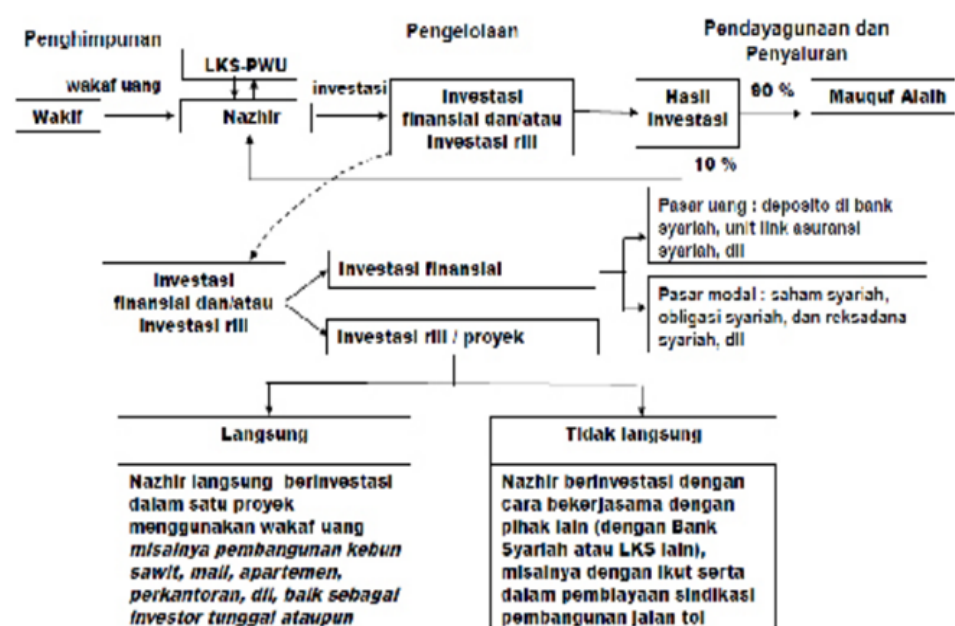 Penghimpunan
Pengelolaan
Pendayagunaan dan
Penyaluran
LKS-PWU
wakaf uang
investasi
Wakif
Nazhir
Investasi
finansial dan/atau
Investasi riil
Hasil
Investasi
90 %
Mauquf Alaih
10 %
Investasi
finansial dan/atau
Investasi riil
Investasi finansial
Investasi riil / proyek
Pasar uang : deposito di bank
syariah, unit link asuransi
syariah, dll
Pasar modal : saham syariah,
obligasi syariah, dan reksadana
syariah, dll
Langsung
Nazhir langsung berinvestasi
dalam satu proyek
menggunakan wakaf uang
misalnya pembangunan kebun
sawit, mall, apartemen,
perkantoran, dll, baik sebagai
investor tunggal ataupun
Tidak langsung
Nazhir berinvestasi dengan
cara bekerjasama dengan
pihak lain (dengan Bank
Syariah atau LKS lain),
misalnya dengan ikut serta
dalam pembiayaan sindikasi
pembangunan jalan tol